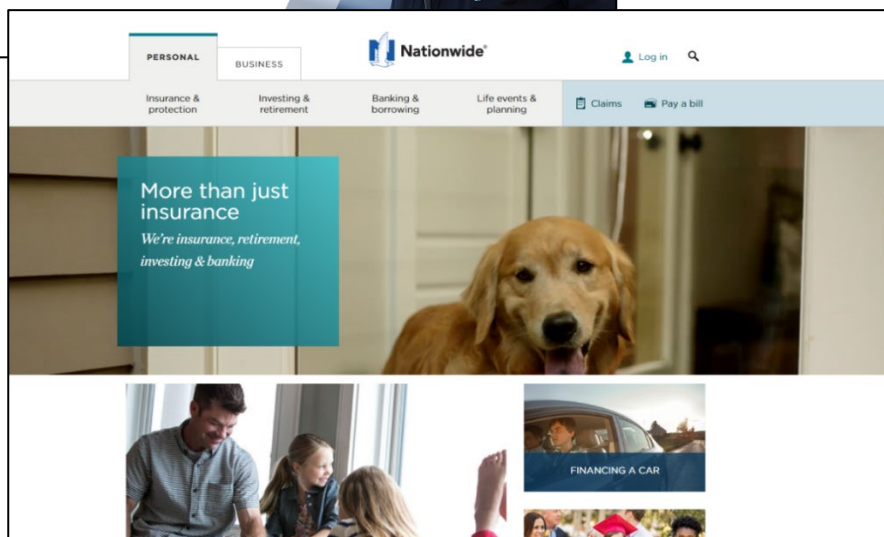 PERSONAL
BUSINESS
Nationwide®
Log in
Insurance &
protection
Investing &
retirement
Banking &
borrowing
Life events &
planning
Claims
Pay a bill
More than just
insurance
We're insurance, retirement,
investing & banking
FINANCING A CAR